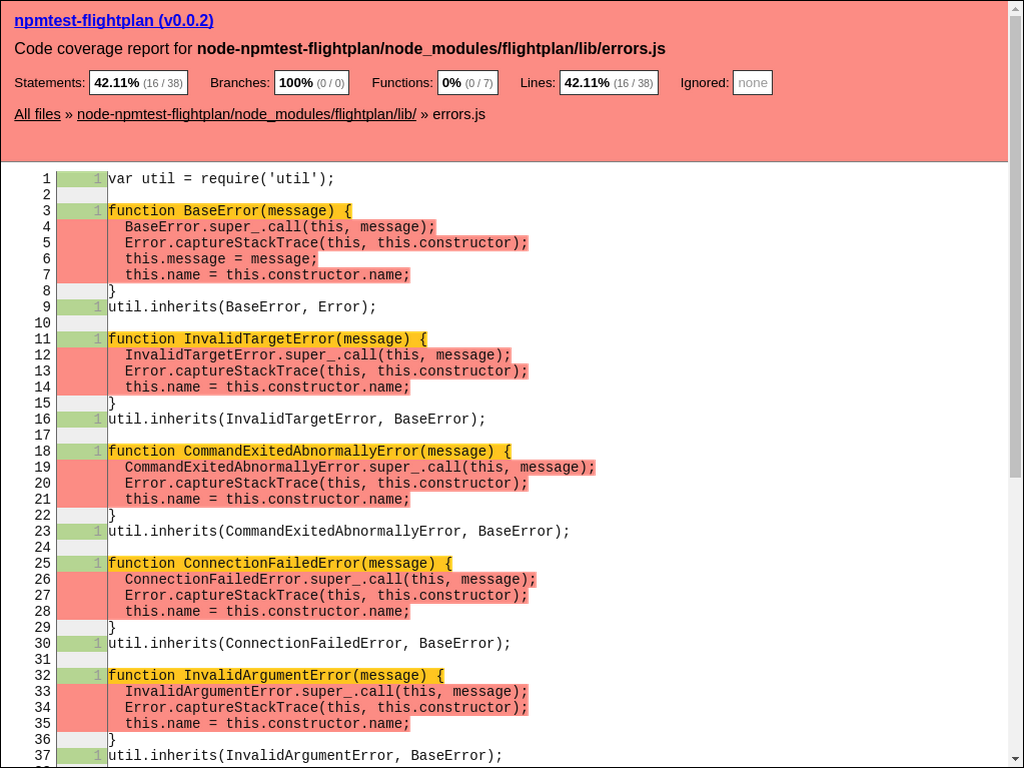 npmtest-flightplan (v0.0.2)
Code coverage report for node-npmtest-flightplan/node_modules/flightplan/lib/errors.js
Statements: 42.11% (16 / 38) Branches: 100% (0 / 0) Functions: 0% (0 / 7) Lines: 42.11% (16 / 38) Ignored: none
All files » node-npmtest-flightplan/node_modules/flightplan/lib/ » errors.js
1 1 var util = require('util');
2
3 1 function BaseError(message) {
4   BaseError.super_.call(this, message);
5   Error.captureStackTrace(this, this.constructor);
6   this.message = message;
7   this.name = this.constructor.name;
8 }
9 1 util.inherits(BaseError, Error);
10
11 1 function InvalidTargetError(message) {
12   InvalidTargetError.super_.call(this, message);
13   Error.captureStackTrace(this, this.constructor);
14   this.name = this.constructor.name;
15 }
16 1 util.inherits(InvalidTargetError, BaseError);
17
18 1 function CommandExitedAbnormallyError(message) {
19   CommandExitedAbnormallyError.super_.call(this, message);
20   Error.captureStackTrace(this, this.constructor);
21   this.name = this.constructor.name;
22 }
23 1 util.inherits(CommandExitedAbnormallyError, BaseError);
24
25 1 function ConnectionFailedError(message) {
26   ConnectionFailedError.super_.call(this, message);
27   Error.captureStackTrace(this, this.constructor);
28   this.name = this.constructor.name;
29 }
30 1 util.inherits(ConnectionFailedError, BaseError);
31
32 1 function InvalidArgumentError(message) {
33   InvalidArgumentError.super_.call(this, message);
34   Error.captureStackTrace(this, this.constructor);
35   this.name = this.constructor.name;
36 }
37 1 util.inherits(InvalidArgumentError, BaseError);